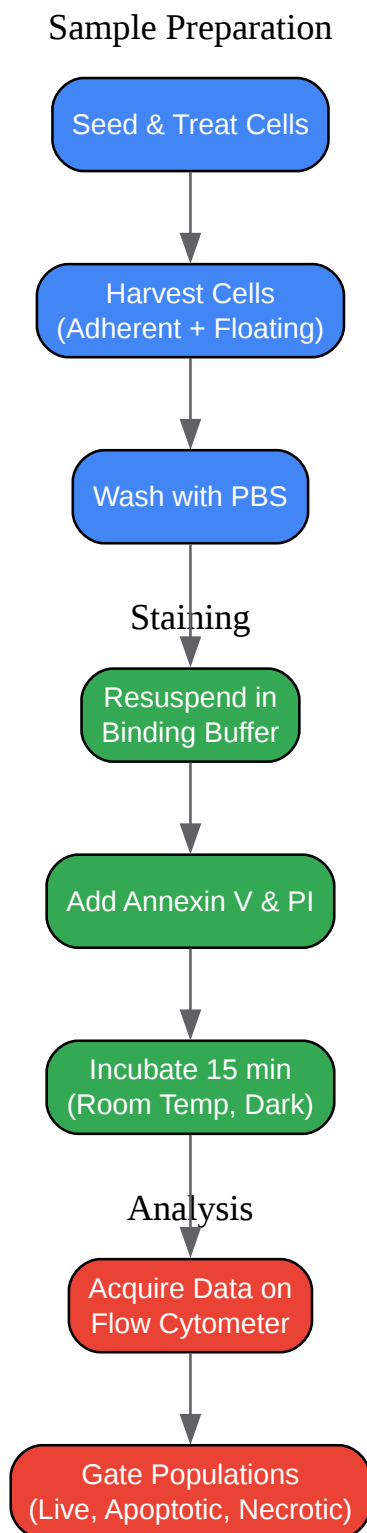 Sample Preparation
Seed & Treat Cells
Harvest Cells
(Adherent + Floating)
Wash with PBS
Staining
Resuspend in
Binding Buffer
Add Annexin V & PI
Incubate 15 min
(Room Temp, Dark)
Analysis
Acquire Data on
Flow Cytometer
Gate Populations
(Live, Apoptotic, Necrotic)